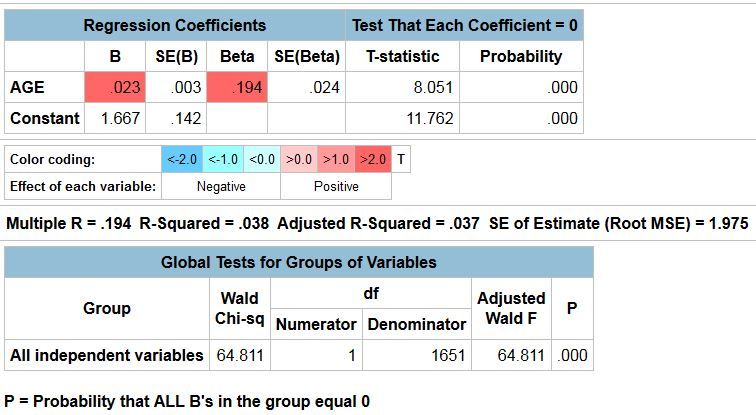 Regression Coefficients Test That Each Coefficient = 0
B SE(B) Beta SE(Beta) T-statistic Probability
AGE .023 .003 .194 .024 8.051 .000
Constant 1.667 .142 11.762 .000
Color coding: <-2.0 <-1.0 <0.0 >0.0 >1.0 >2.0 T
Effect of each variable: Negative Positive
Multiple R = .194 R-Squared = .038 Adjusted R-Squared = .037 SE of Estimate (Root MSE) = 1.975
Global Tests for Groups of Variables
Group Wald Chi-sq df Adjusted Wald F P
Numerator Denominator
All independent variables 64.811 1 1651 64.811 .000
P = Probability that ALL B's in the group equal 0